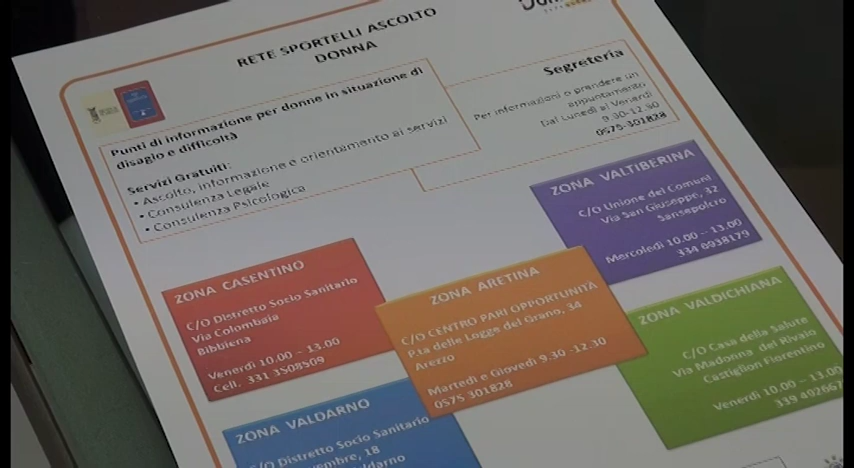 RETE SPORTELLI ASCOLTO
DONNA
Punti di informazione per donne in situazione di
disagio e difficoltà
Servizi Gratuiti:
• Ascolto, informazione e orientamento ai servizi
• Consulenza Legale
• Consulenza Psicologica
Segreteria
Per informazioni o prendere un
appuntamento
Dal Lunedì al Venerdì
9.30-12.30
0575-301828
ZONA VALTIBERINA
C/O Unione dei Comuni
Via San Giuseppe, 32
Sansepolcro
Mercoledì 10.00 – 13.00
334 6938179
ZONA CASENTINO
C/O Distretto Socio Sanitario
Via Colombaia
Bibbiena
Venerdì 10.00 – 13.00
Cell. 331 3508509
ZONA ARETINA
C/O CENTRO PARI OPPORTUNITÀ
P.ta delle Logge del Grano, 34
Arezzo
Martedì e Giovedì 9.30 -12.30
0575 301828
ZONA VALDICHIANA
C/O Casa della Salute
Via Madonna del Rivaio
Castiglion Fiorentino
Venerdì 10.00 – 13.00
339 402667
ZONA VALDARNO
C/O Distretto Socio Sanitario
18